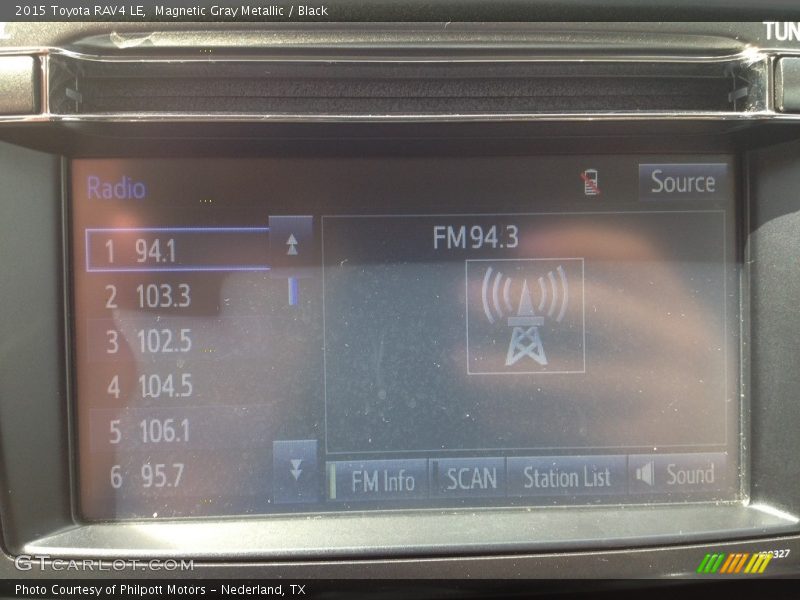 2015 Toyota RAV4 LE,  Magnetic Gray Metallic / Black
TUN
Radio
Source
1 94.1
FM94.3
2 103.3
3 102.5
4 104.5
5 106.1
6 95.7
FM Info
SCAN
Station List
Sound
GTCARLOT.COM
Photo Courtesy of Philpott Motors - Nederland, TX